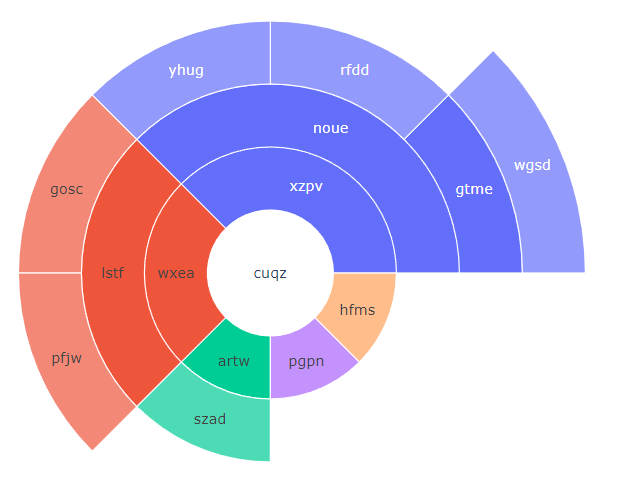 yhug
rfdd
noue
wgsd
xzpv
gosc
gtme
lstf
wxea
cuqz
hfms
pfjw
artw
pgpn
szad